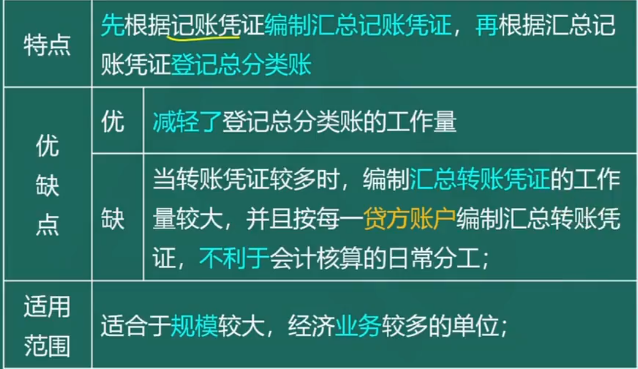 特点
先根据记账凭证编制汇总记账凭证，再根据汇总记
账凭证登记总分类账
优
缺
点
优
减轻了登记总分类账的工作量
缺
当转账凭证较多时，编制汇总转账凭证的工作
量较大，并且按每一贷方账户编制汇总转账凭
证，不利于会计核算的日常分工；
适用
范围
适合于规模较大，经济业务较多的单位；